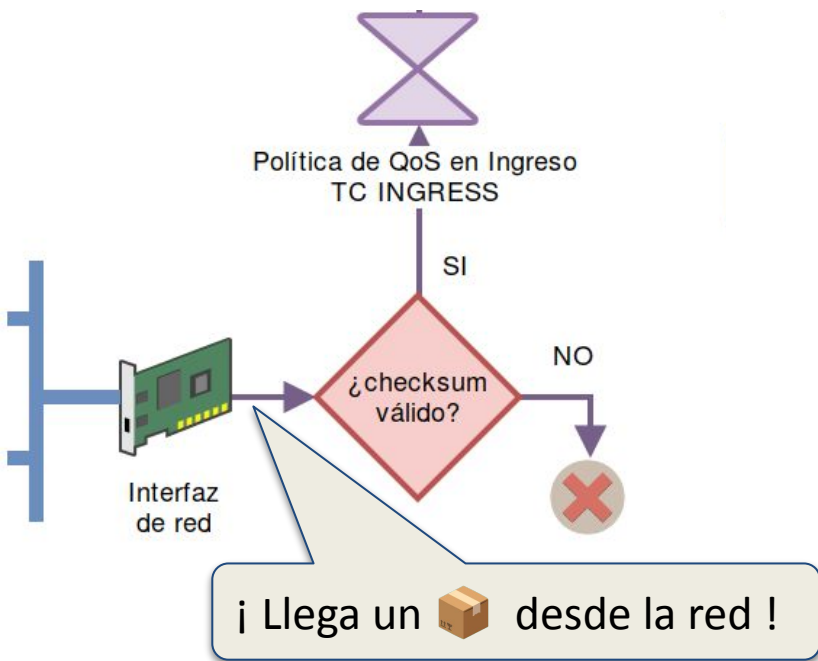 Política de QoS en Ingreso
TC INGRESS
SI
NO
¿checksum
válido?
Interfaz
de red
¡ Llega un 📦 desde la red !